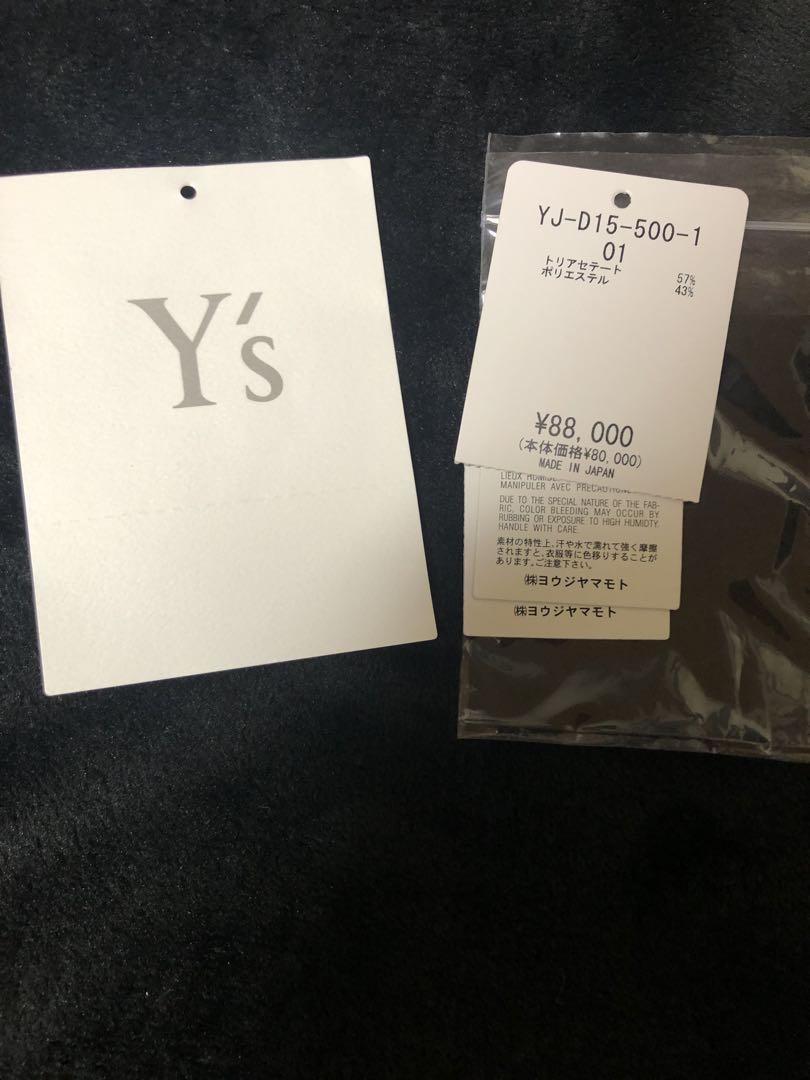 Y's
YJ-D15-500-1
01
トリアセテート 57%
ポリエステル 43%
¥88,000
(本体価格¥80,000)
MADE IN JAPAN
LIEUX
MANIPULER AVEC
DUE TO THE SPECIAL NATURE OF THE FAB-
RIC, COLOR BLEEDING MAY OCCUR BY
RUBBING OR EXPOSURE TO HIGH HUMIDTY.
HANDLE WITH CARE.
素材の特性上、汗や水で濡れて強く摩擦
されますと、衣服等に色移りすることが
あります。ご注意下さい。
㈱ヨウジヤマモト
㈱ヨウジヤマモト